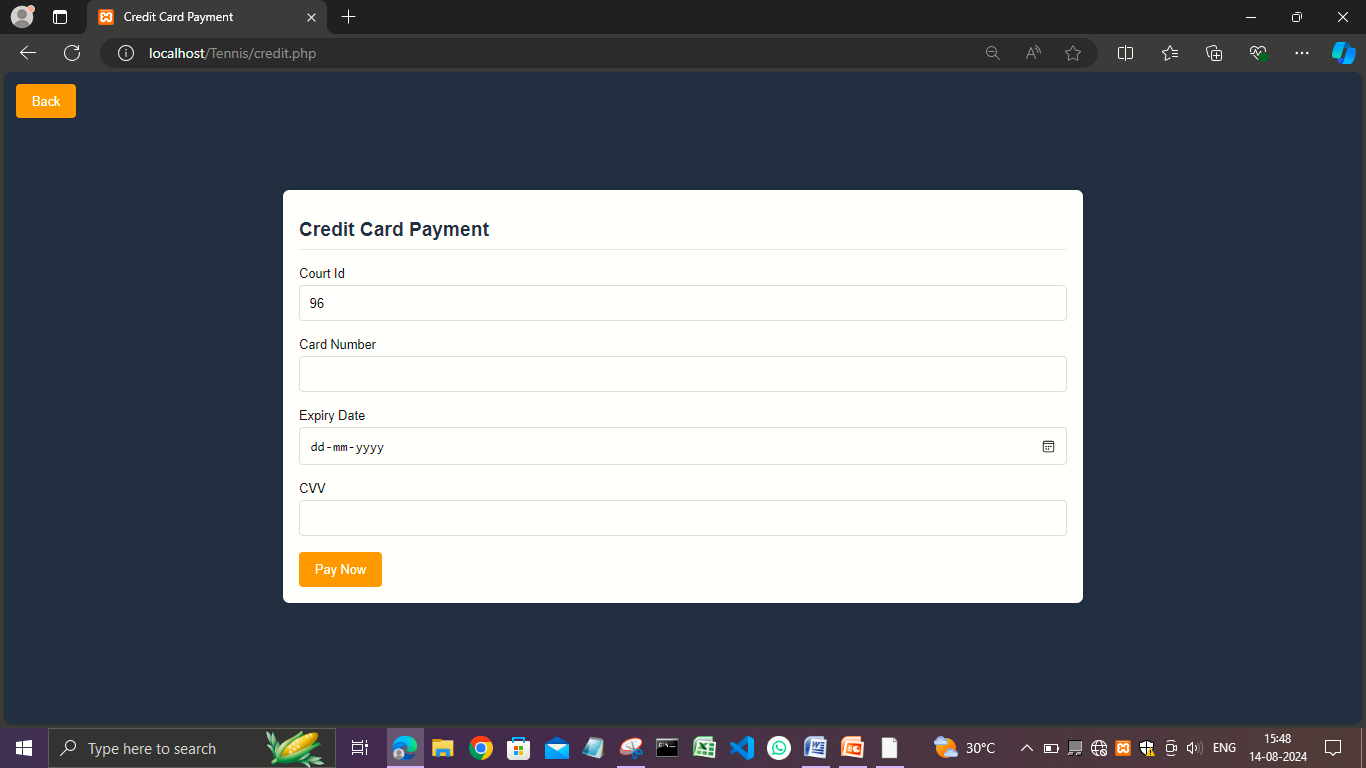 Credit Card Payment
localhost/Tennis/credit.php
Back
Credit Card Payment
Court Id
96
Card Number
Expiry Date
dd-mm-yyyy
CVV
Pay Now
Type here to search
30°C
ENG
15:48
14-08-2024